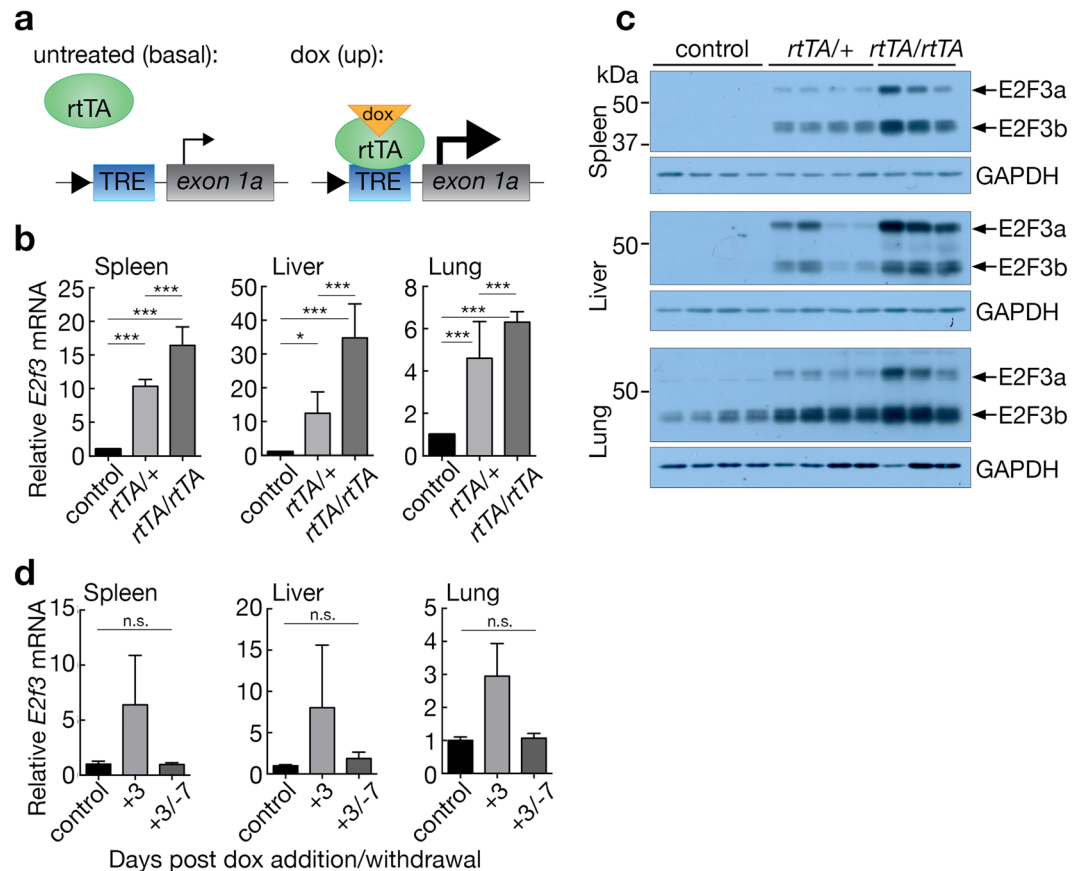 a
untreated (basal):
dox (up):
rtTA
TRE
exon 1a
dox
rtTA
TRE
exon 1a
b
Relative E2f3 mRNA
Spleen
25
20
15
10
5
0
***
***
***
control
rtTA/+
rtTA/rtTA
Liver
50
40
30
20
10
0
***
***
*
control
rtTA/+
rtTA/rtTA
Lung
8
6
4
2
0
***
***
***
control
rtTA/+
rtTA/rtTA
c
control
rtTA/+
rtTA/rtTA
kDa
50
37
Spleen
E2F3a
E2F3b
GAPDH
50
Liver
E2F3a
E2F3b
GAPDH
50
Lung
E2F3a
E2F3b
GAPDH
d
Relative E2f3 mRNA
Spleen
15
10
5
0
n.s.
control
+3
+3/-7
Liver
20
15
10
5
0
n.s.
control
+3
+3/-7
Lung
5
4
3
2
1
0
n.s.
control
+3
+3/-7
Days post dox addition/withdrawal